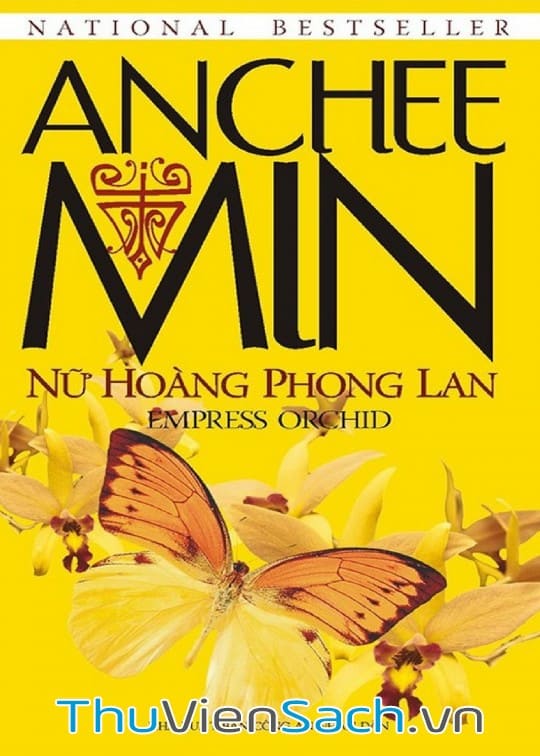 NATIONAL BESTSELLER
ANCHEE
MIN
NỮ HOÀNG PHONG LAN
EMPRESS ORCHID
ThuVienSach.vn